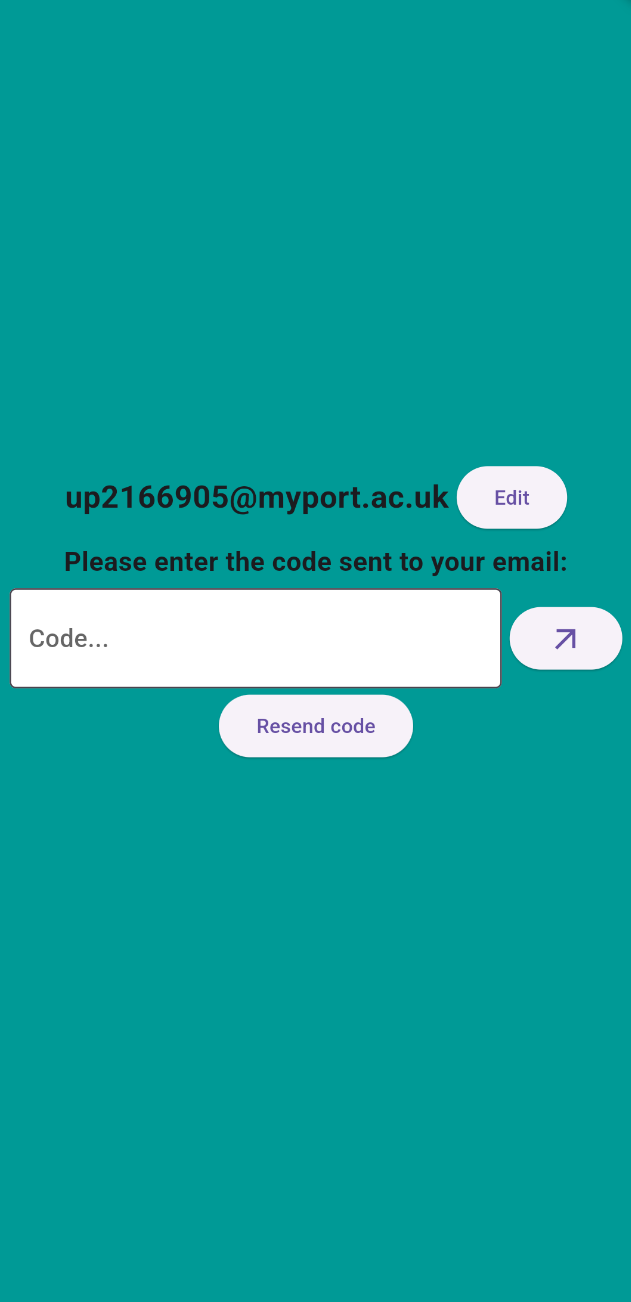 up2166905@myport.ac.uk Edit
Please enter the code sent to your email:
Code...
Resend code